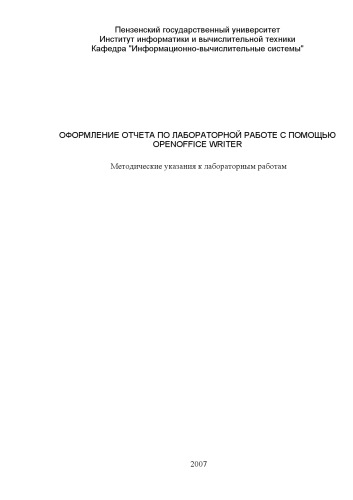 Пензенский государственный университет
Институт информатики и вычислительной техники
Кафедра "Информационно-вычислительные системы"
ОФОРМЛЕНИЕ ОТЧЕТА ПО ЛАБОРАТОРНОЙ РАБОТЕ С ПОМОЩЬЮ
OPENOFFICE WRITER
Методические указания к лабораторным работам
2007